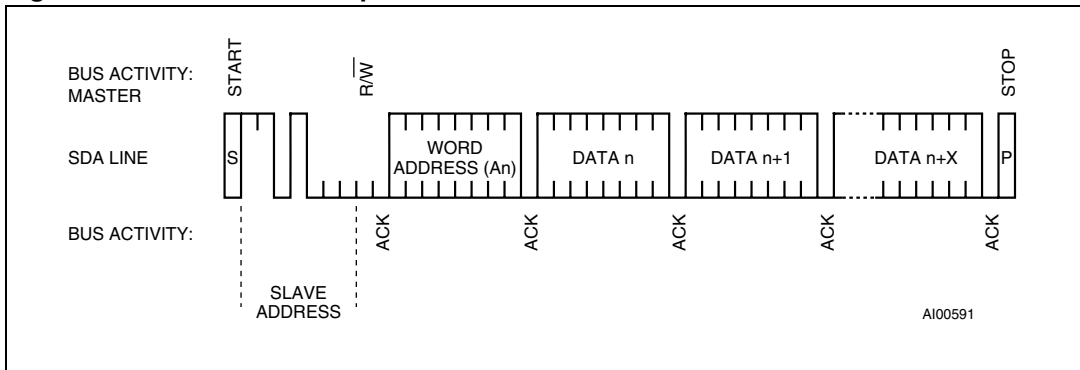 BUS ACTIVITY:
MASTER
START
R/W
STOP
SDA LINE
S
WORD
ADDRESS (An)
DATA n
DATA n+1
DATA n+X
P
BUS ACTIVITY:
ACK
ACK
ACK
ACK
ACK
SLAVE
ADDRESS
AI00591